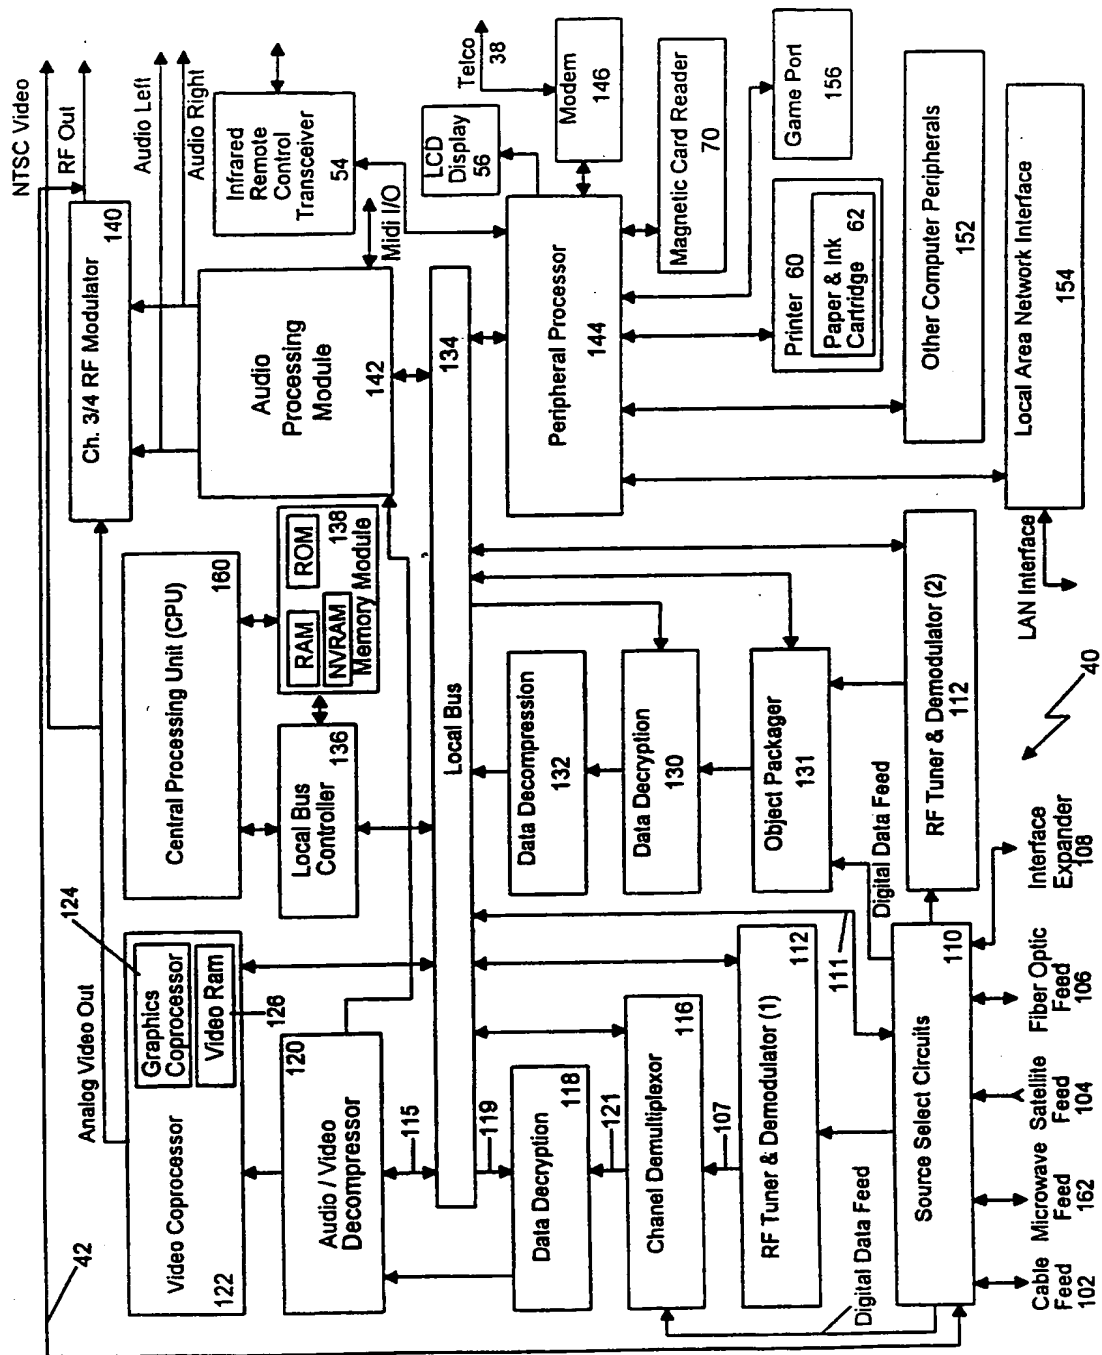 NTSC Video
RF Out
Audio Left
Audio Right
Ch. 3/4 RF Modulator
140
Infrared
Remote
Control
Transceiver
54
Midi I/O
LCD
Display
56
Telco
38
Modem
146
Magnetic Card Reader
70
Game Port
156
Audio
Processing
Module
142
134
Local Bus
Peripheral Processor
144
Printer 60
Paper & Ink
Cartridge 62
Other Computer Peripherals
152
Local Area Network Interface
154
LAN Interface
Central Processing Unit (CPU)
160
RAM
ROM
NVRAM
138
Memory Module
Local Bus
Controller
136
Data Decompression
132
Data Decryption
130
Object Packager
131
RF Tuner & Demodulator (2)
112
Digital Data Feed
40
42
Analog Video Out
124
Graphics
Coprocessor
Video Ram
126
Video Coprocessor
122
120
Audio / Video
Decompressor
115
119
Data Decryption
118
121
Chanel Demultiplexor
116
107
RF Tuner & Demodulator (1)
112
111
Digital Data Feed
Source Select Circuits
110
Cable
Feed
102
Microwave
Feed
162
Satellite
Feed
104
Fiber Optic
Feed
106
Interface
Expander
108